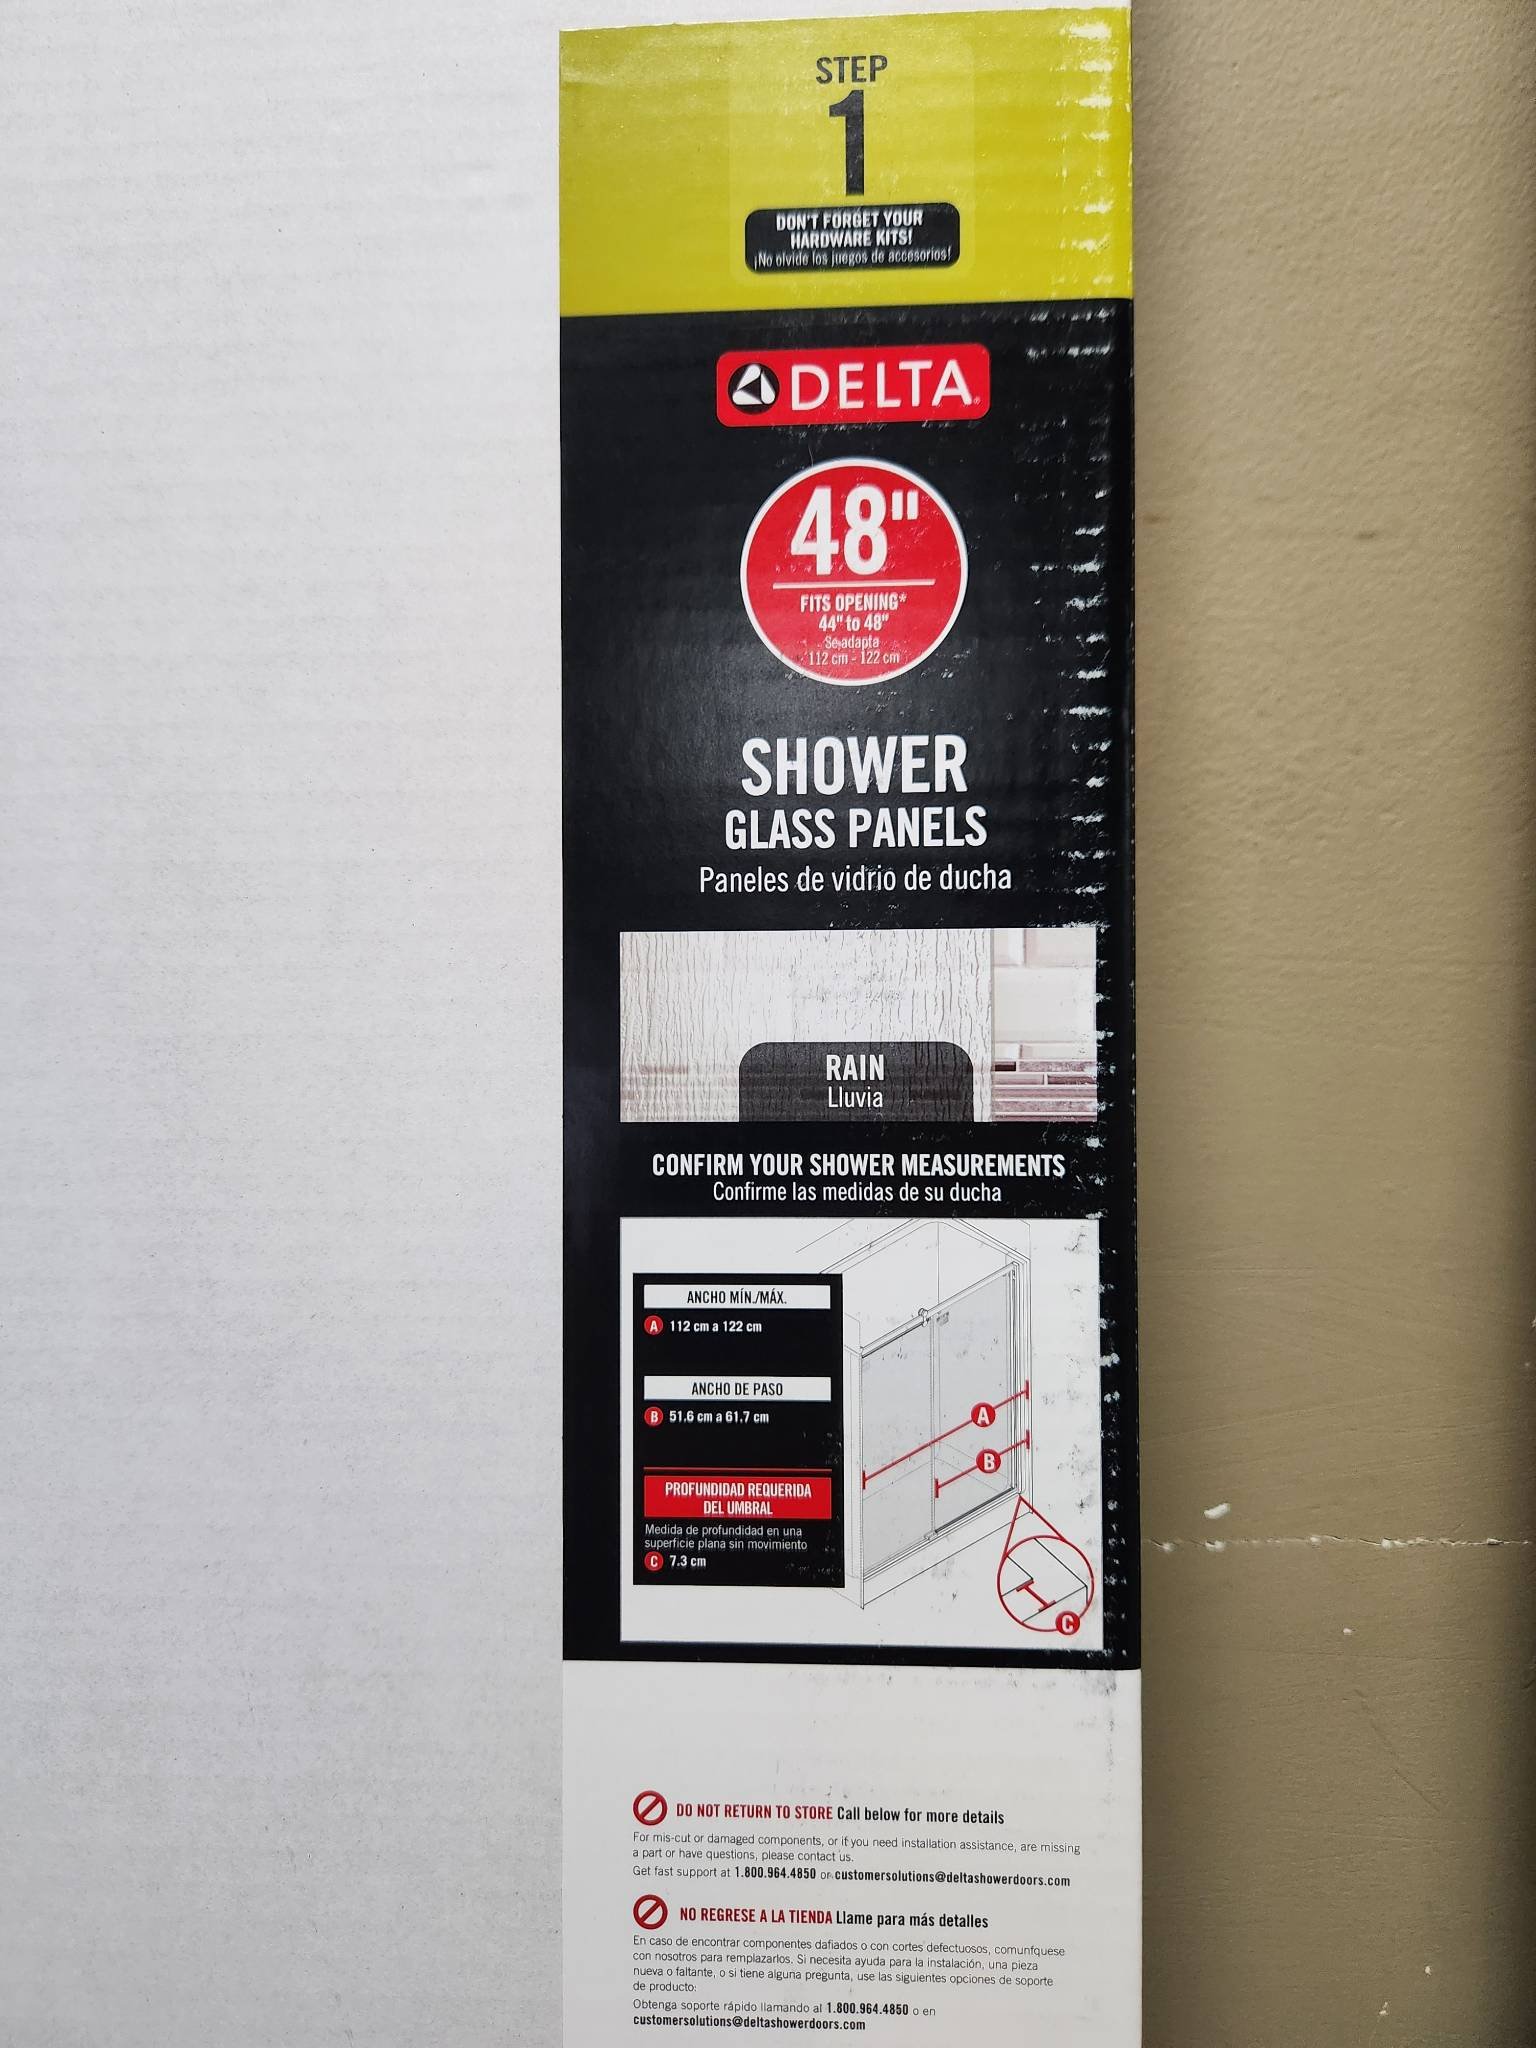 STEP
1
DON'T FORGET YOUR
HARDWARE KITS!
¡No olvide los juegos de accesorios!
DELTA
48"
FITS OPENING*
44" to 48"
Se adapta
112 cm - 122 cm
SHOWER
GLASS PANELS
Paneles de vidrio de ducha
RAIN
Lluvia
CONFIRM YOUR SHOWER MEASUREMENTS
Confirme las medidas de su ducha
ANCHO MÍN./MÁX.
A 112 cm a 122 cm
ANCHO DE PASO
B 51.6 cm a 61.7 cm
PROFUNDIDAD REQUERIDA
DEL UMBRAL
Medida de profundidad en una
superficie plana sin movimiento
C 7.3 cm
A
B
C
DO NOT RETURN TO STORE Call below for more details
For mis-cut or damaged components, or if you need installation assistance, are missing
a part or have questions, please contact us.
Get fast support at 1.800.964.4850 or customersolutions@deltashowerdoors.com
NO REGRESE A LA TIENDA Llame para más detalles
En caso de encontrar componentes dañados o con cortes defectuosos, comuníquese
con nosotros para remplazarlos. Si necesita ayuda para la instalación, una pieza
nueva o faltante, o si tiene alguna pregunta, use las siguientes opciones de soporte
de producto:
Obtenga soporte rápido llamando al 1.800.964.4850 o en
customersolutions@deltashowerdoors.com